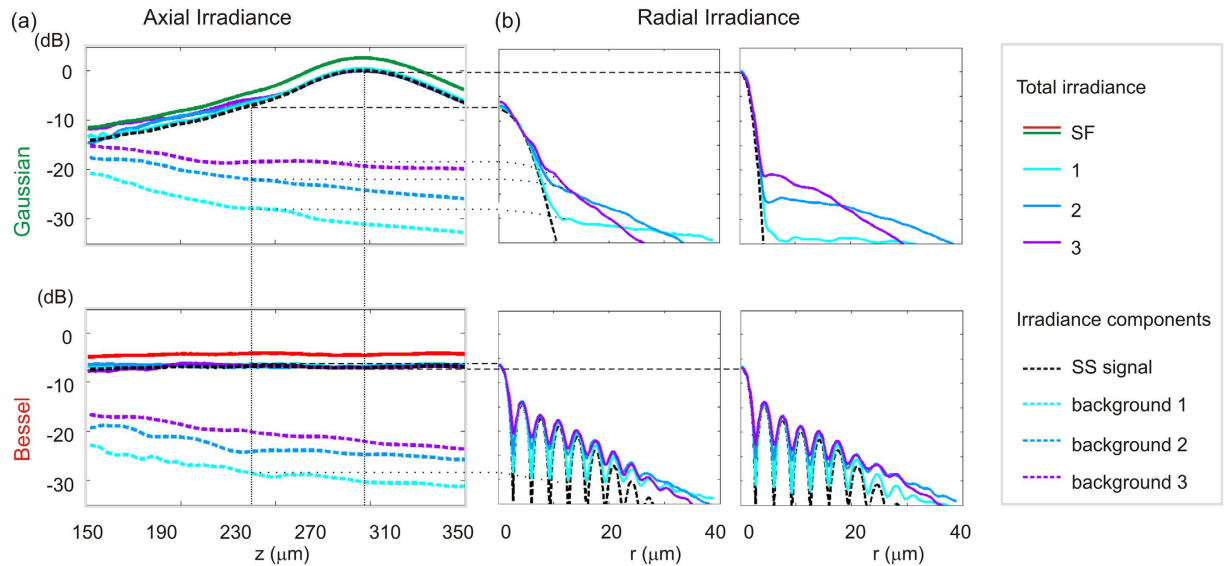 (a) Axial Irradiance (b) Radial Irradiance
(dB)
0
-10
-20
-30
Gaussian
(dB)
0
-10
-20
-30
Bessel
150 190 230 270 310 350
z (μm)
0 20 40
r (μm)
0 20 40
r (μm)
Total irradiance
SF
1
2
3
Irradiance components
SS signal
background 1
background 2
background 3